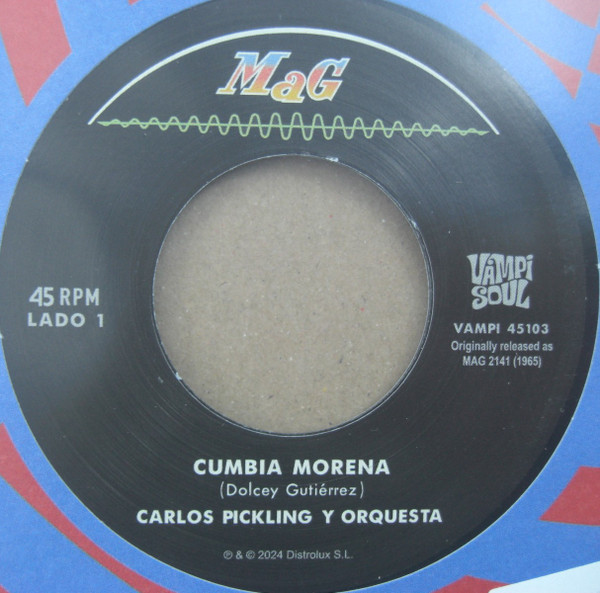 MaG
45 RPM
LADO 1
VAMPI
SOUL
VAMPI 45103
Originally released as
MAG 2141 (1965)
CUMBIA MORENA
(Dolcey Gutiérrez)
CARLOS PICKLING Y ORQUESTA
℗ & © 2024 Distrolux S.L.